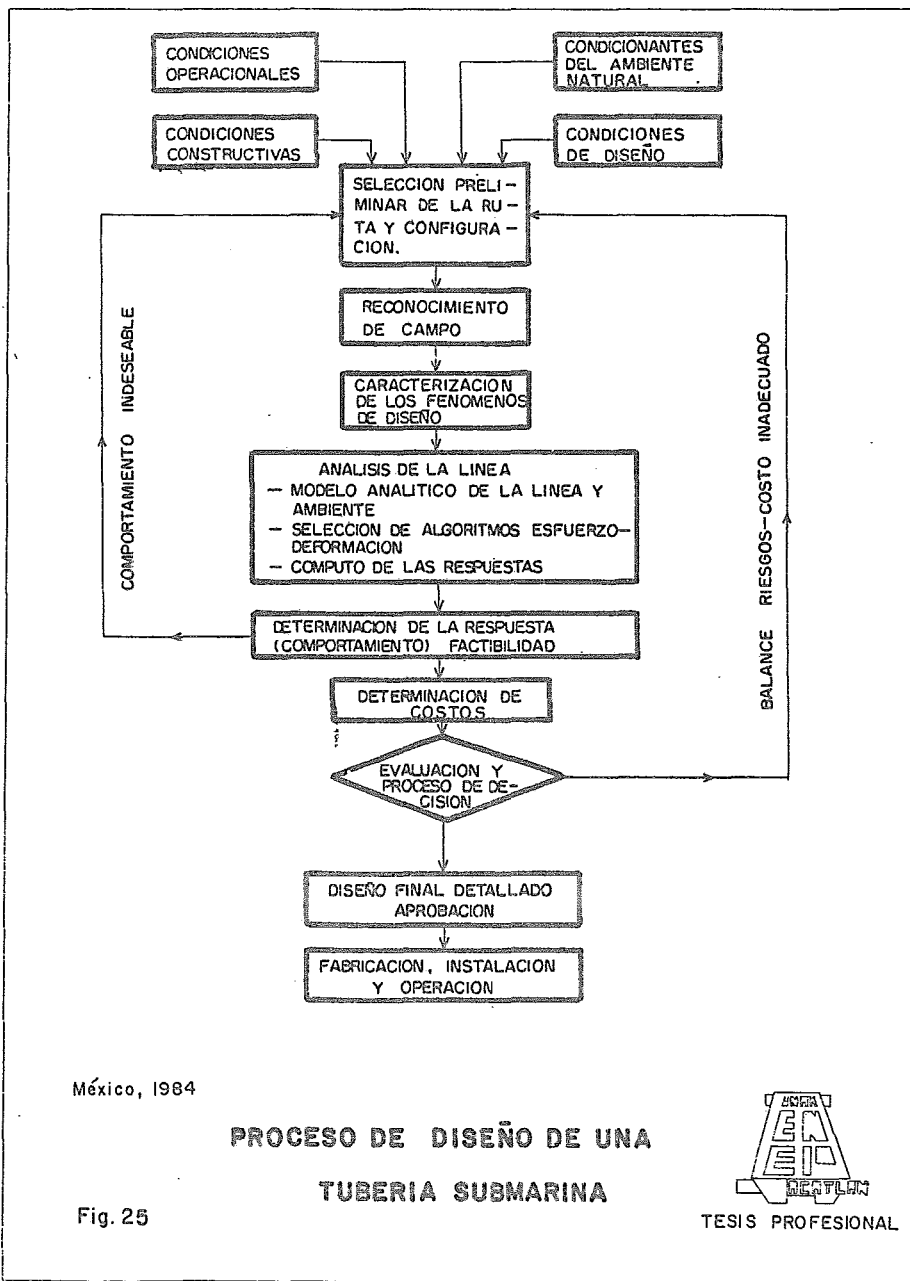 CONDICIONES
OPERACIONALES
CONDICIONANTES
DEL AMBIENTE
NATURAL
CONDICIONES
CONSTRUCTIVAS
CONDICIONES
DE DISEÑO
SELECCION PRELI-
MINAR DE LA RU-
TA Y CONFIGURA-
CION.
RECONOCIMIENTO
DE CAMPO
CARACTERIZACION
DE LOS FENOMENOS
DE DISEÑO
ANALISIS DE LA LINEA
- MODELO ANALITICO DE LA LINEA Y
AMBIENTE
- SELECCION DE ALGORITMOS ESFUERZO-
DEFORMACION
- COMPUTO DE LAS RESPUESTAS
DETERMINACION DE LA RESPUESTA
(COMPORTAMIENTO) FACTIBILIDAD
DETERMINACION DE
COSTOS
EVALUACION Y
PROCESO DE DE-
CISION
DISEÑO FINAL DETALLADO
APROBACION
FABRICACION, INSTALACION
Y OPERACION
COMPORTAMIENTO INDESEABLE
BALANCE RIESGOS-COSTO INADECUADO
México, 1984
PROCESO DE DISEÑO DE UNA
TUBERIA SUBMARINA
Fig. 25
UNAM
ENEP
ACATLAN
TESIS PROFESIONAL